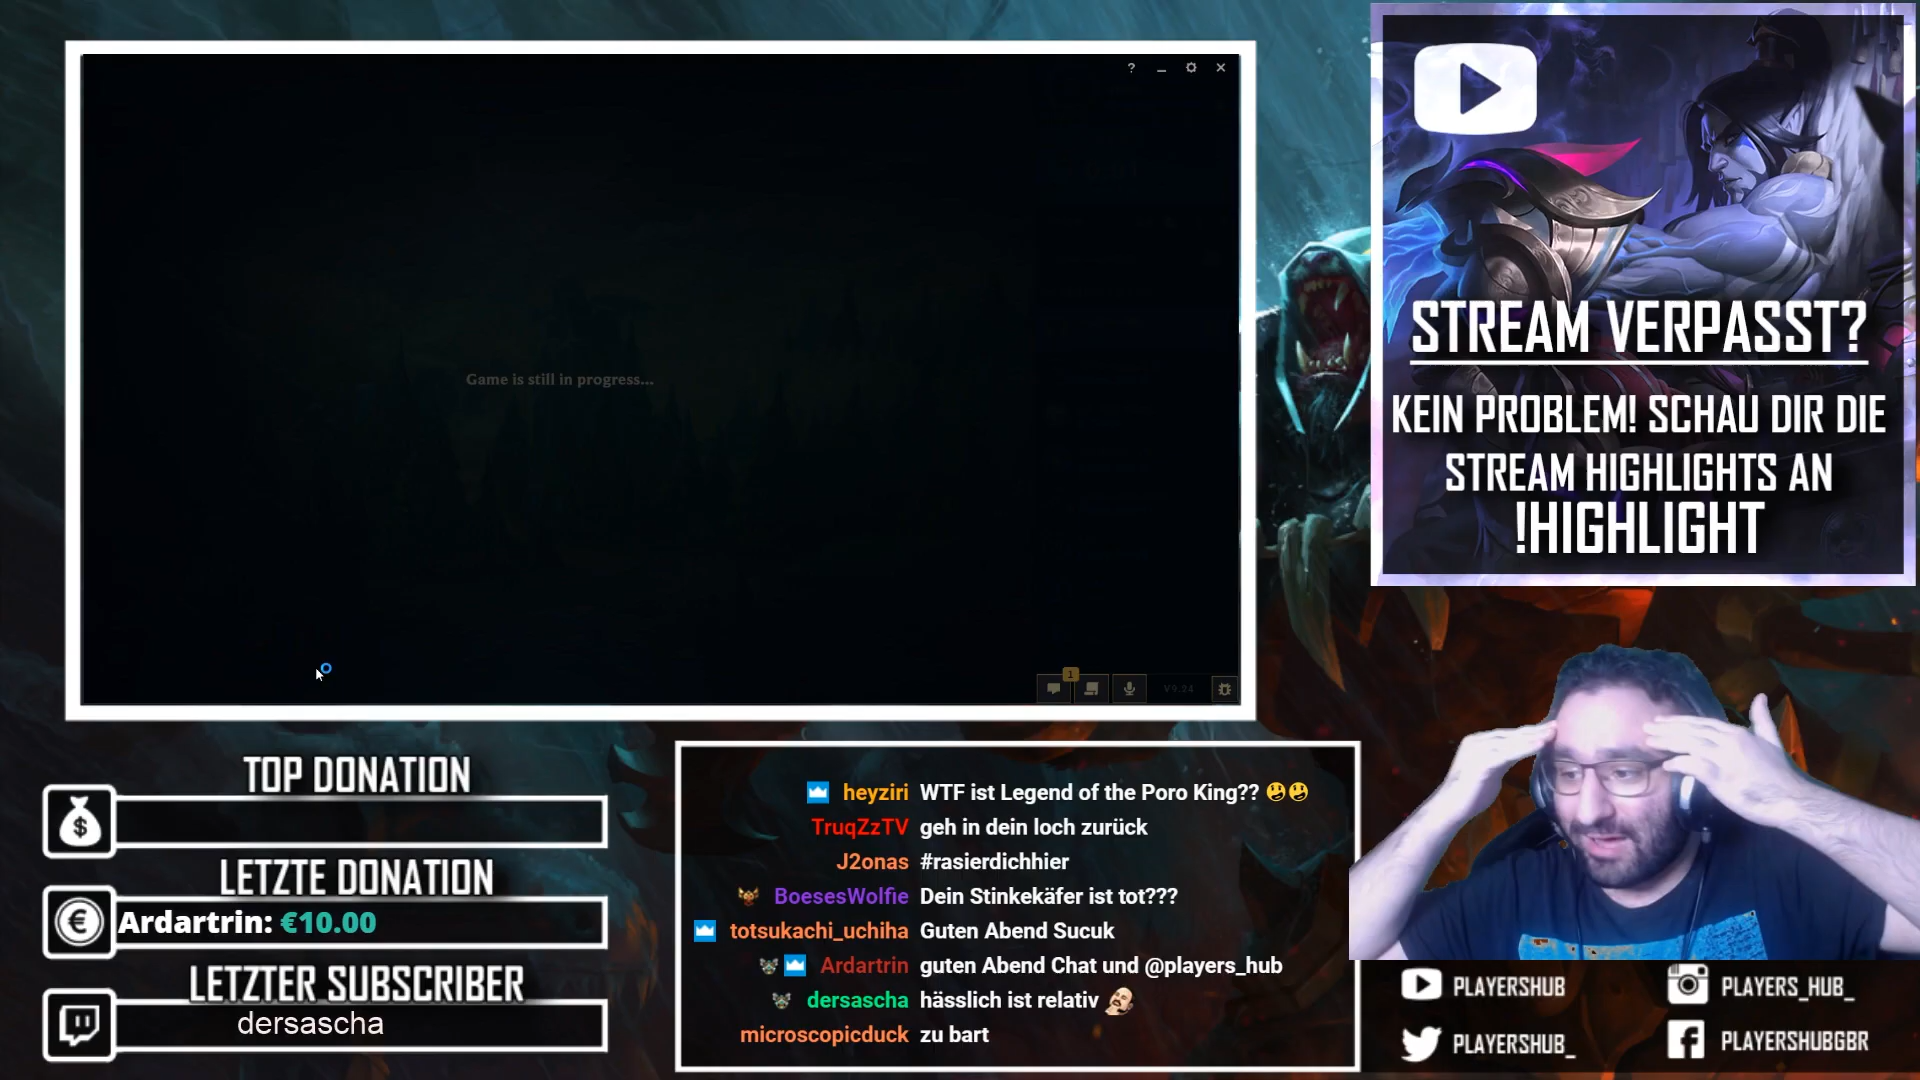 ?
Game is still in progress...
1
V9.24
STREAM VERPASST?
KEIN PROBLEM! SCHAU DIR DIE
STREAM HIGHLIGHTS AN
!HIGHLIGHT
TOP DONATION
LETZTE DONATION
Ardartrin: €10.00
LETZTER SUBSCRIBER
dersascha
heyziri WTF ist Legend of the Poro King??
TruqZzTV geh in dein loch zurück
J2onas #rasierdichhier
BoesesWolfie Dein Stinkekäfer ist tot???
totsukachi_uchiha Guten Abend Sucuk
Ardartrin guten Abend Chat und @players_hub
dersascha hässlich ist relativ
microscopicduck zu bart
PLAYERSHUB
PLAYERS_HUB_
PLAYERSHUB_
PLAYERSHUBGBR